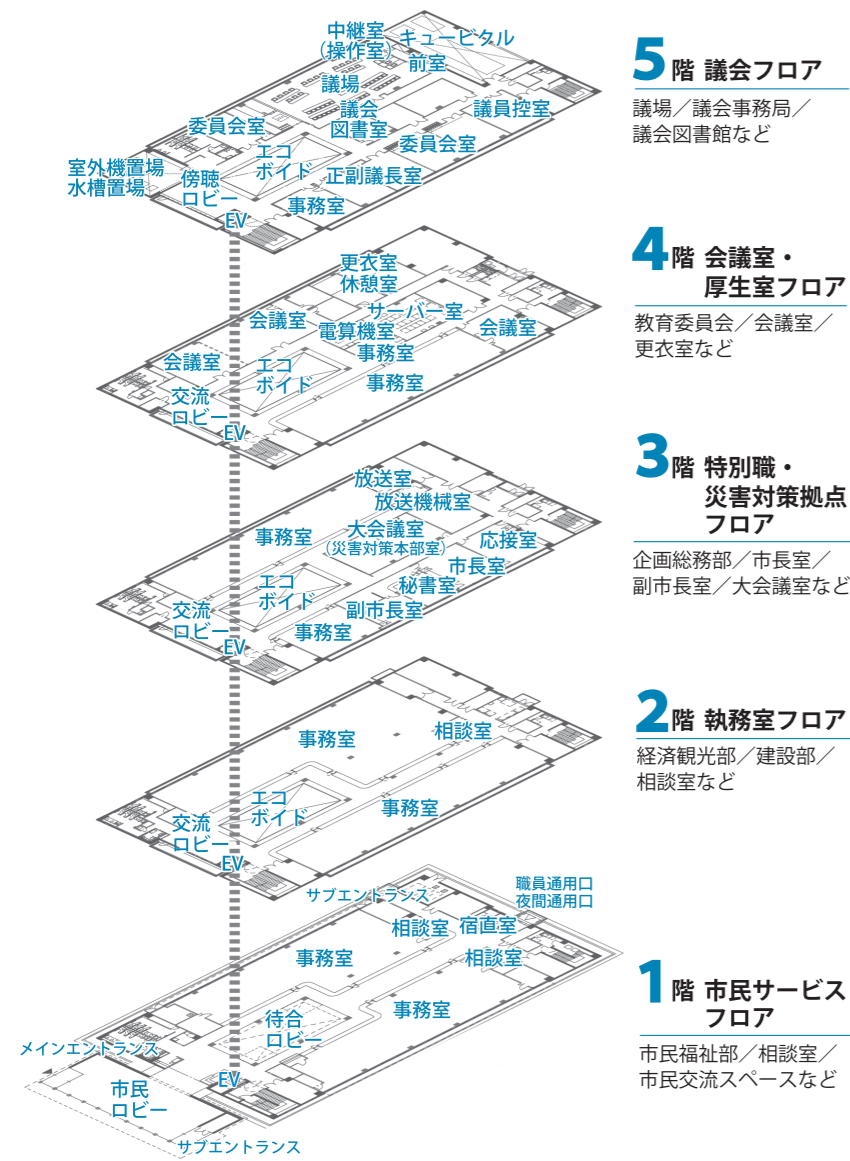 中継室
(操作室)
キュービクル
前室
議場
議会
図書室
議員控室
委員会室
委員会室
エコ
ボイド
室外機置場
水槽置場
傍聴
ロビー
正副議長室
事務室
EV
5階 議会フロア
議場／議会事務局／
議会図書館など
更衣室
休憩室
サーバー室
会議室
電算機室
会議室
事務室
会議室
エコ
ボイド
事務室
交流
ロビー
EV
4階 会議室・
厚生室フロア
教育委員会／会議室／
更衣室など
放送室
放送機械室
事務室
大会議室
(災害対策本部室)
応接室
市長室
エコ
ボイド
秘書室
交流
ロビー
副市長室
事務室
EV
3階 特別職・
災害対策拠点
フロア
企画総務部／市長室／
副市長室／大会議室など
事務室
相談室
エコ
ボイド
事務室
交流
ロビー
EV
2階 執務室フロア
経済観光部／建設部／
相談室など
サブエントランス
職員通用口
夜間通用口
相談室
宿直室
事務室
相談室
待合
ロビー
事務室
メインエントランス
EV
市民
ロビー
サブエントランス
1階 市民サービス
フロア
市民福祉部／相談室／
市民交流スペースなど